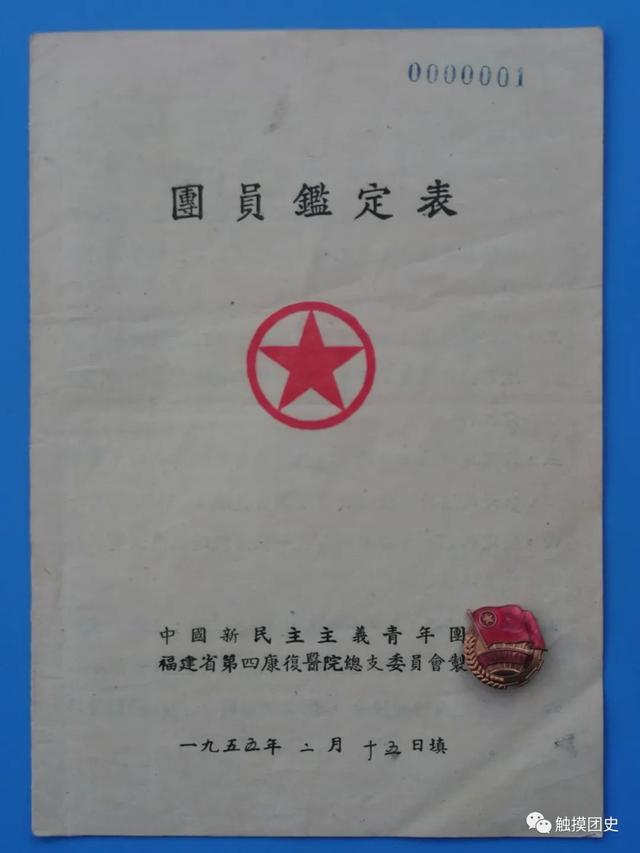 0000001
團員鑑定表
中國新民主主義青年團
福建省第四康復醫院總支委員會製
一九五五年 二月 十五日填
触摸团史